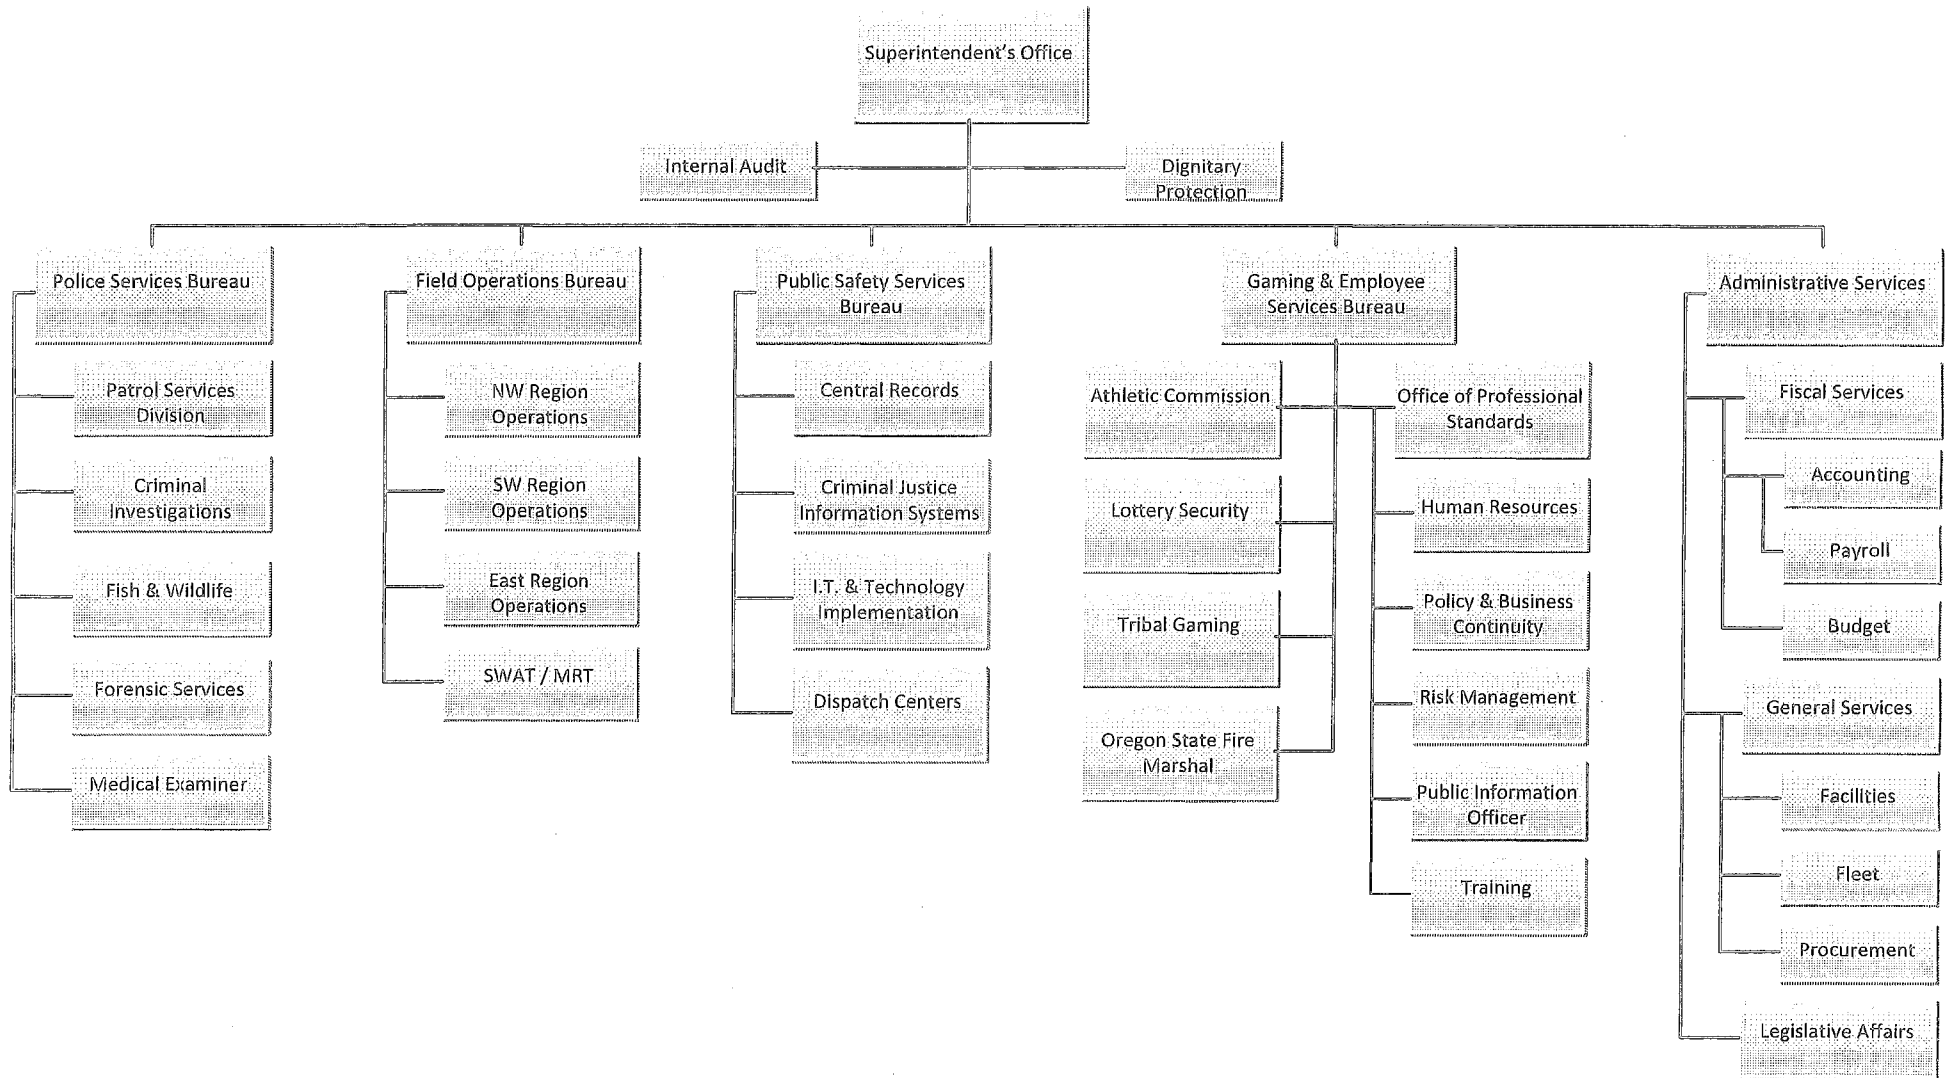 Superintendent's Office
Internal Audit
Dignitary
Protection
Police Services Bureau
Patrol Services
Division
Criminal
Investigations
Fish & Wildlife
Forensic Services
Medical Examiner
Field Operations Bureau
NW Region
Operations
SW Region
Operations
East Region
Operations
SWAT / MRT
Public Safety Services
Bureau
Central Records
Criminal Justice
Information Systems
I.T. & Technology
Implementation
Dispatch Centers
Gaming & Employee
Services Bureau
Athletic Commission
Lottery Security
Tribal Gaming
Oregon State Fire
Marshal
Office of Professional
Standards
Human Resources
Policy & Business
Continuity
Risk Management
Public Information
Officer
Training
Administrative Services
Fiscal Services
Accounting
Payroll
Budget
General Services
Facilities
Fleet
Procurement
Legislative Affairs